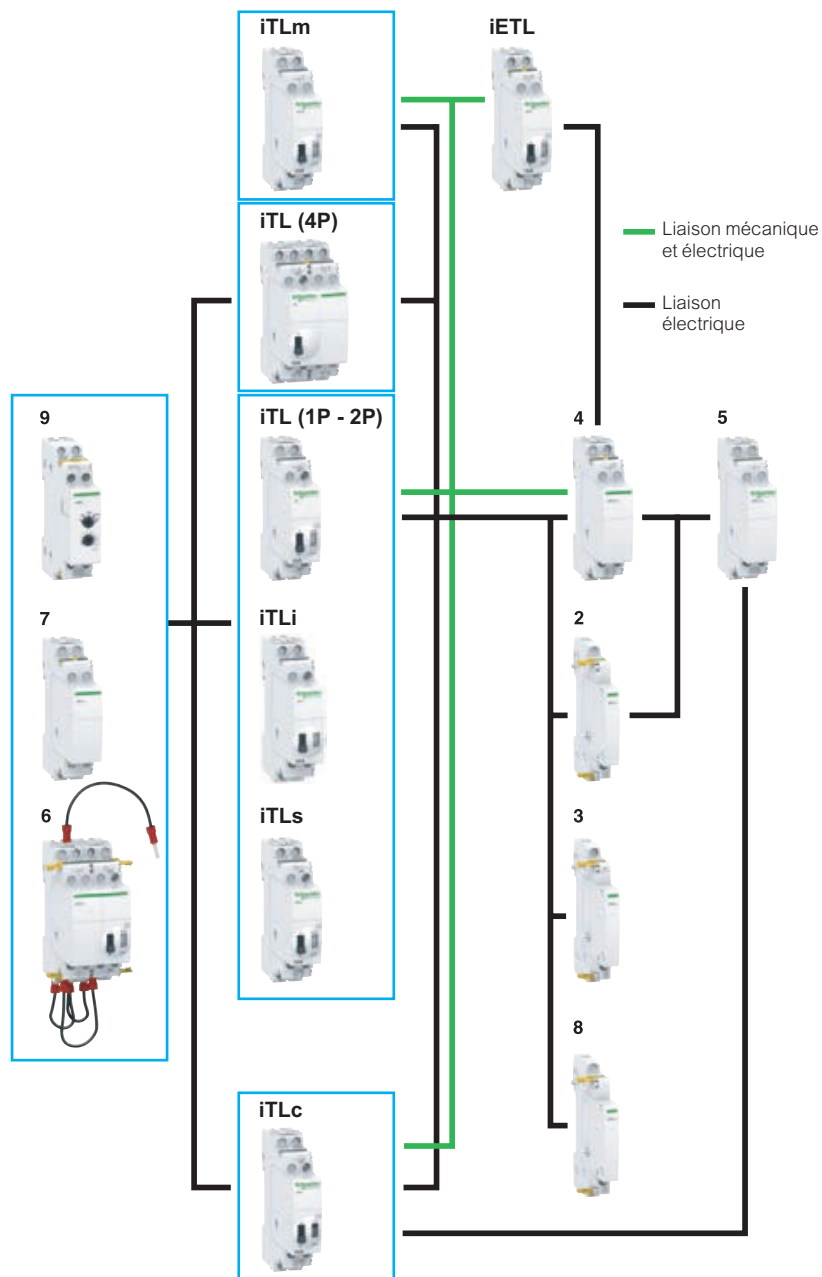 iTLm
iETL
iTL (4P)
Liaison mécanique
et électrique
Liaison
électrique
9
iTL (1P - 2P)
4
5
7
iTLi
2
6
iTLs
3
8
iTLc